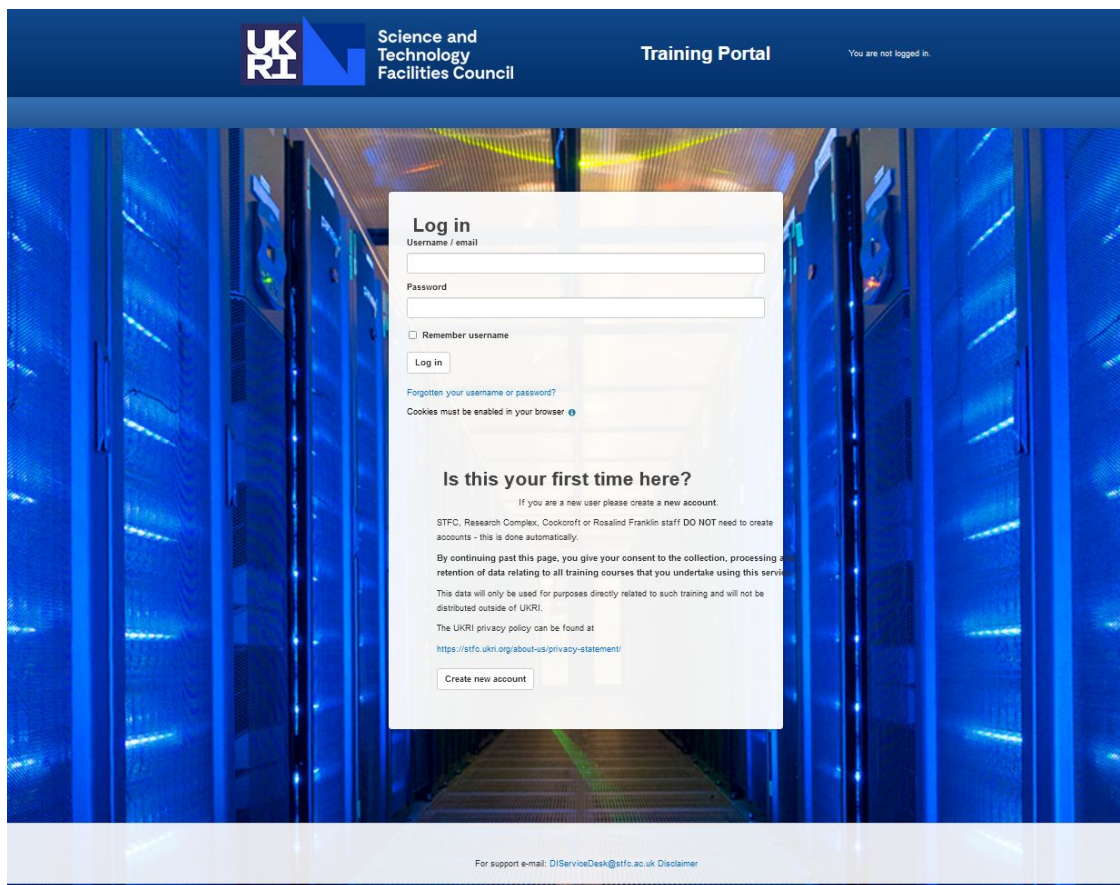 UK
RI
Science and
Technology
Facilities Council
Training Portal
You are not logged in.
Log in
Username / email
Password
Remember username
Log in
Forgotten your username or password?
Cookies must be enabled in your browser
Is this your first time here?
If you are a new user please create a new account.
STFC, Research Complex, Cockcroft or Rosalind Franklin staff DO NOT need to create
accounts - this is done automatically.
By continuing past this page, you give your consent to the collection, processing
retention of data relating to all training courses that you undertake using this
This data will only be used for purposes directly related to such training and will not be
distributed outside of UKRI.
The UKRI privacy policy can be found at
https://stfc.ukri.org/about-us/privacy-statement/
Create new account
For support e-mail: DIServiceDesk@stfc.ac.uk Disclaimer